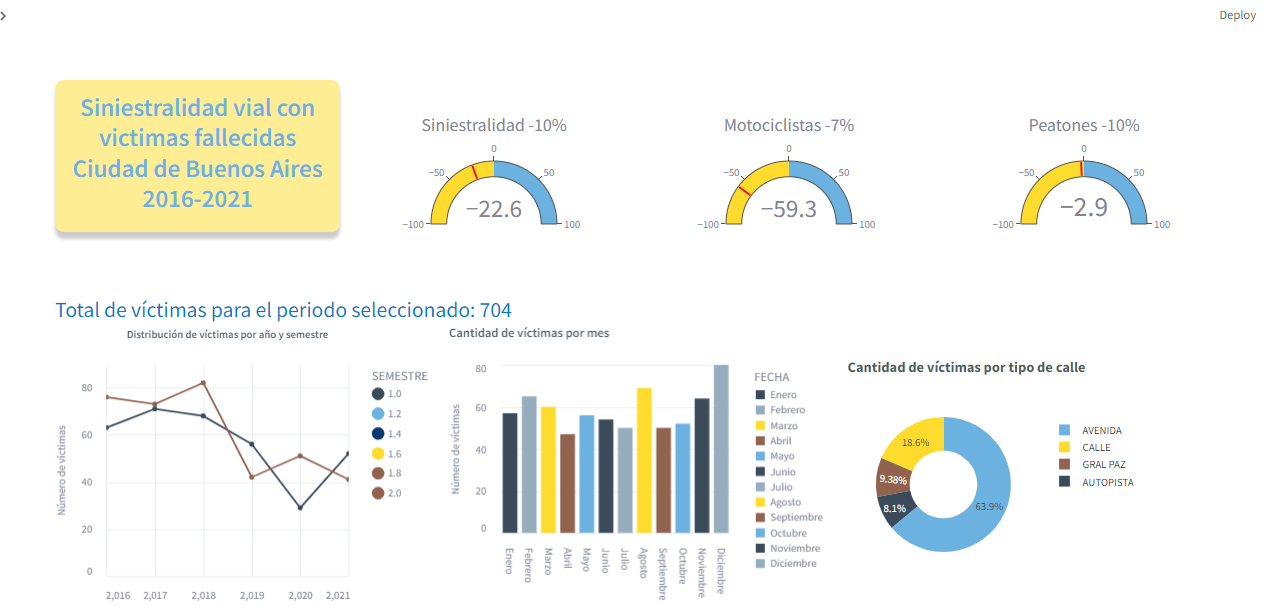 Deploy
Siniestralidad vial con
victimas fallecidas
Ciudad de Buenos Aires
2016-2021
Siniestralidad -10%
0
−50
50
−100
100
−22.6
Motociclistas -7%
0
−50
50
−100
100
−59.3
Peatones -10%
0
−50
50
−100
100
−2.9
Total de víctimas para el periodo seleccionado: 704
Distribución de víctimas por año y semestre
Número de víctimas
80
60
40
20
0
2,016 2,017 2,018 2,019 2,020 2,021
SEMESTRE
1.0
1.2
1.4
1.6
1.8
2.0
Cantidad de víctimas por mes
Número de víctimas
80
60
40
20
0
Enero
Febrero
Marzo
Abril
Mayo
Junio
Julio
Agosto
Septiembre
Octubre
Noviembre
Diciembre
FECHA
Enero
Febrero
Marzo
Abril
Mayo
Junio
Julio
Agosto
Septiembre
Octubre
Noviembre
Diciembre
Cantidad de víctimas por tipo de calle
18.6%
9.38%
8.1%
63.9%
AVENIDA
CALLE
GRAL PAZ
AUTOPISTA